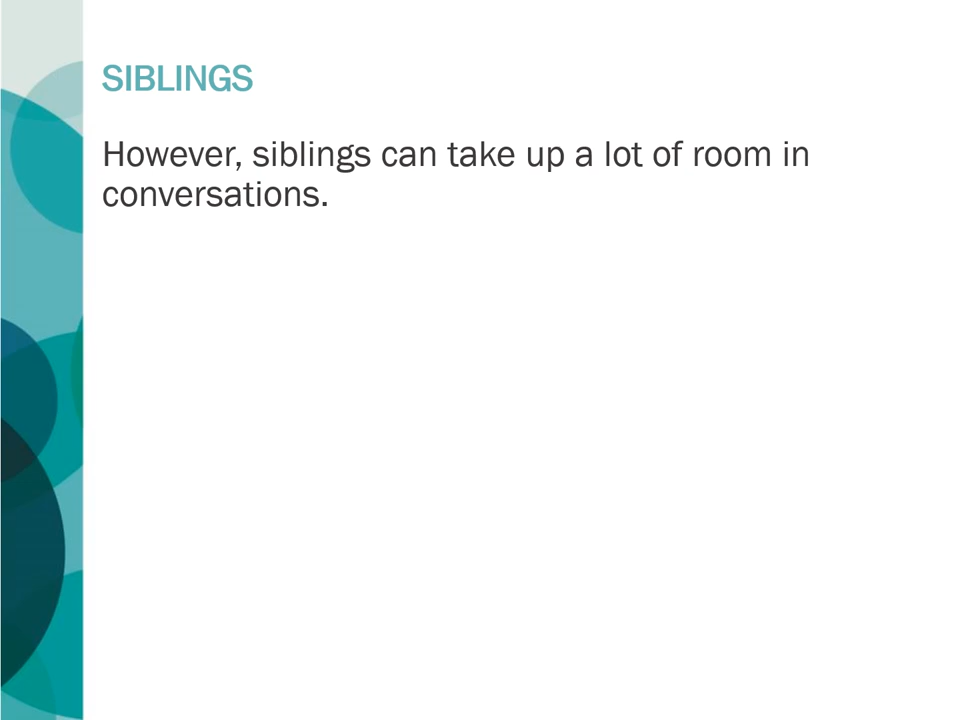 SIBLINGS
However, siblings can take up a lot of room in
conversations.